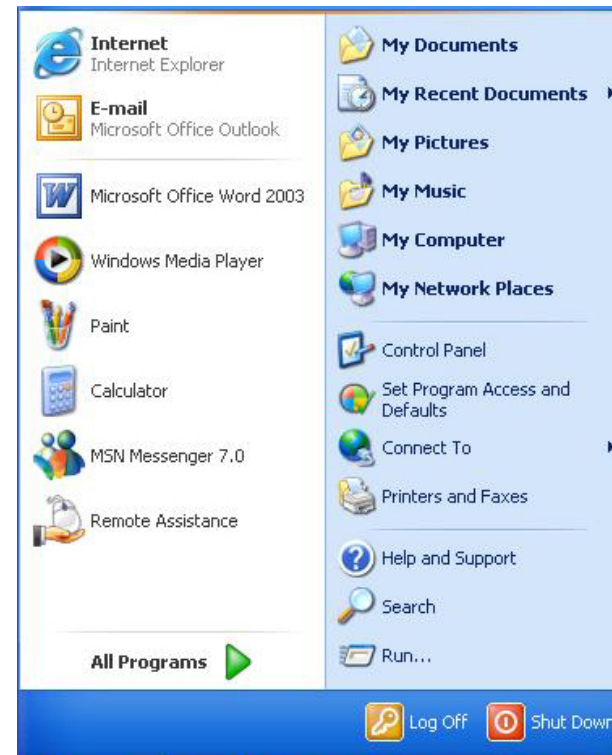 Internet
Internet Explorer
E-mail
Microsoft Office Outlook
Microsoft Office Word 2003
Windows Media Player
Paint
Calculator
MSN Messenger 7.0
Remote Assistance
All Programs
My Documents
My Recent Documents
My Pictures
My Music
My Computer
My Network Places
Control Panel
Set Program Access and
Defaults
Connect To
Printers and Faxes
Help and Support
Search
Run...
Log Off
Shut Down